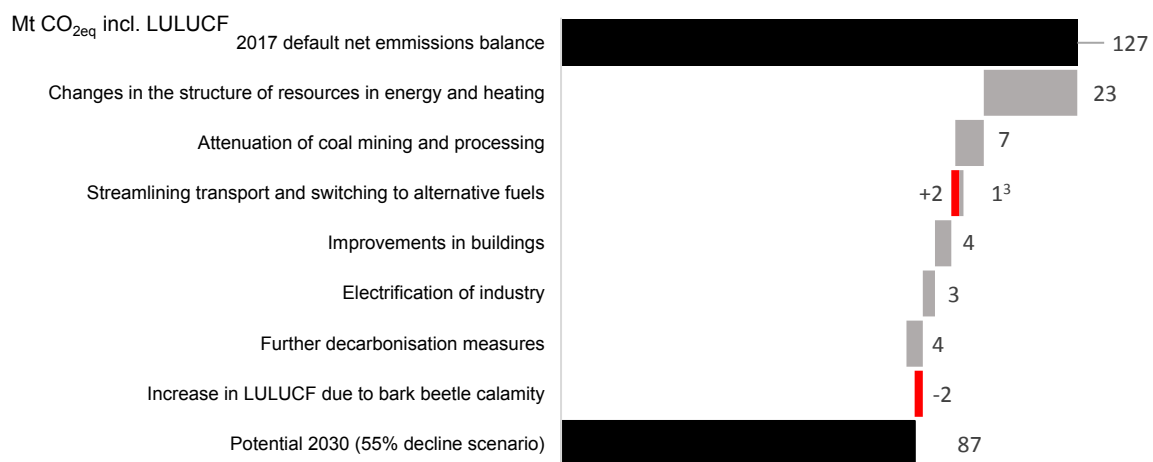 Mt CO2eq incl. LULUCF
2017 default net emmissions balance 127
Changes in the structure of resources in energy and heating 23
Attenuation of coal mining and processing 7
Streamlining transport and switching to alternative fuels +2 1³
Improvements in buildings 4
Electrification of industry 3
Further decarbonisation measures 4
Increase in LULUCF due to bark beetle calamity -2
Potential 2030 (55% decline scenario) 87